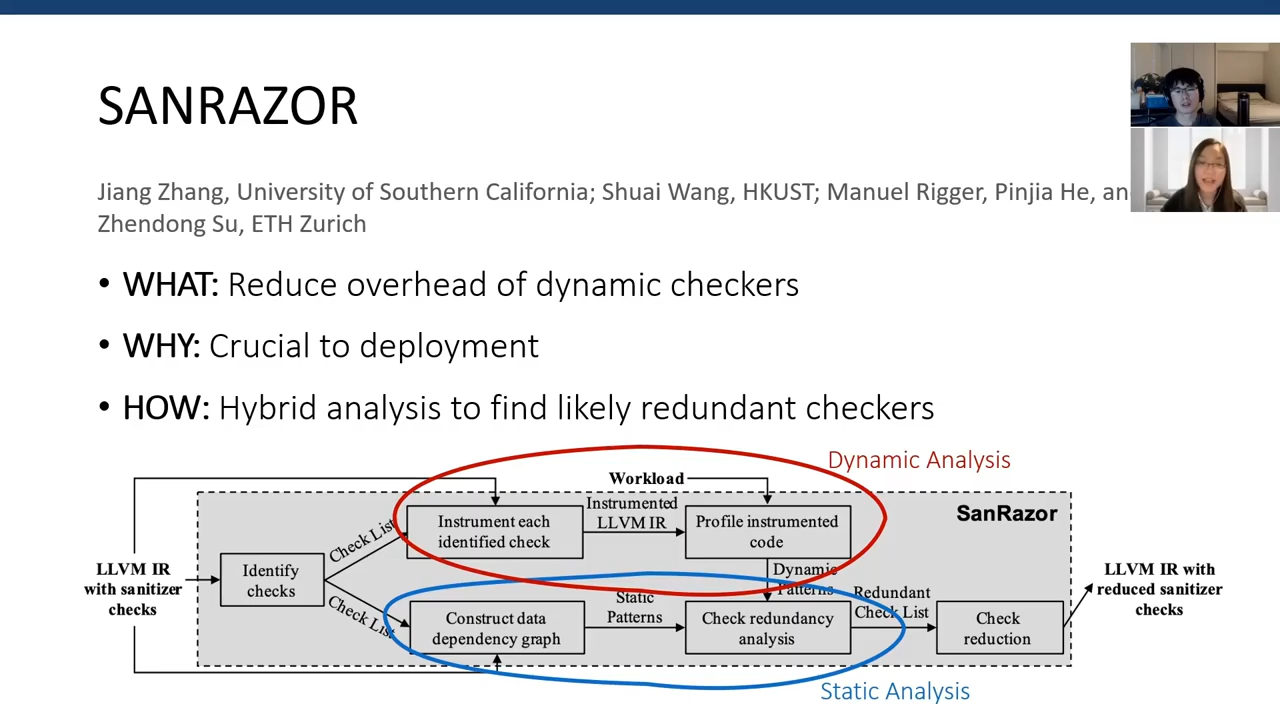 SANRAZOR
Jiang Zhang, University of Southern California; Shuai Wang, HKUST; Manuel Rigger, Pinjia He, an
Zhendong Su, ETH Zurich
• WHAT: Reduce overhead of dynamic checkers
• WHY: Crucial to deployment
• HOW: Hybrid analysis to find likely redundant checkers
Dynamic Analysis
Workload
SanRazor
Instrument each
identified check
Instrumented
LLVM IR
Profile instrumented
code
Check List
LLVM IR
with sanitizer
checks
Identify
checks
Dynamic
Patterns
Check List
Construct data
dependency graph
Static
Patterns
Check redundancy
analysis
Redundant
Check List
Check
reduction
LLVM IR with
reduced sanitizer
checks
Static Analysis